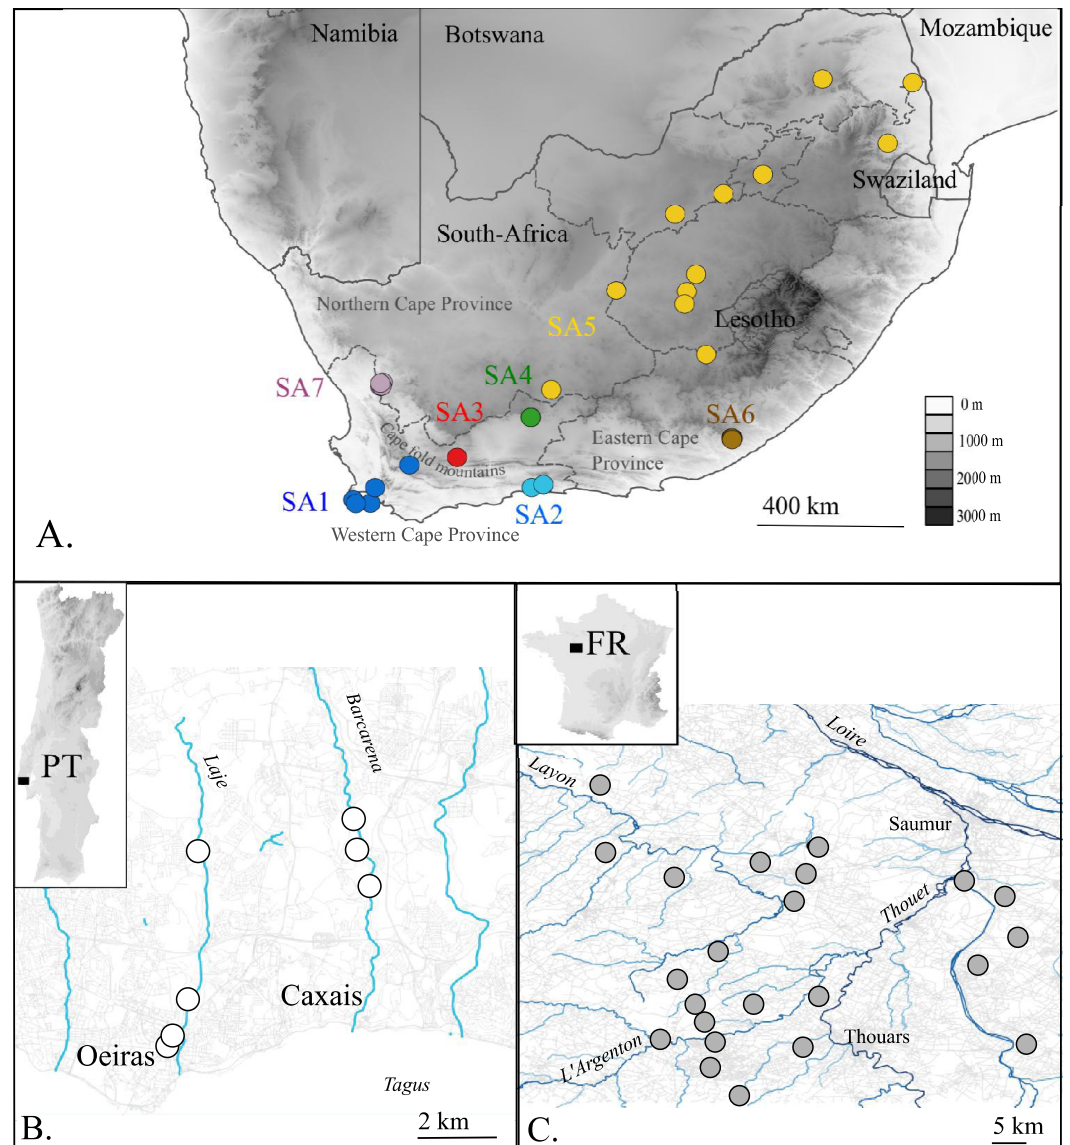 Namibia
Botswana
Mozambique
Swaziland
South-Africa
Northern Cape Province
SA5
Lesotho
SA7
SA4
SA3
SA6
Cape fold mountains
Eastern Cape
Province
SA1
SA2
Western Cape Province
400 km
0 m
1000 m
2000 m
3000 m
A.
PT
Laje
Barcarena
Caxais
Oeiras
Tagus
2 km
B.
FR
Loire
Layon
Saumur
Thouet
Thouars
L'Argenton
5 km
C.